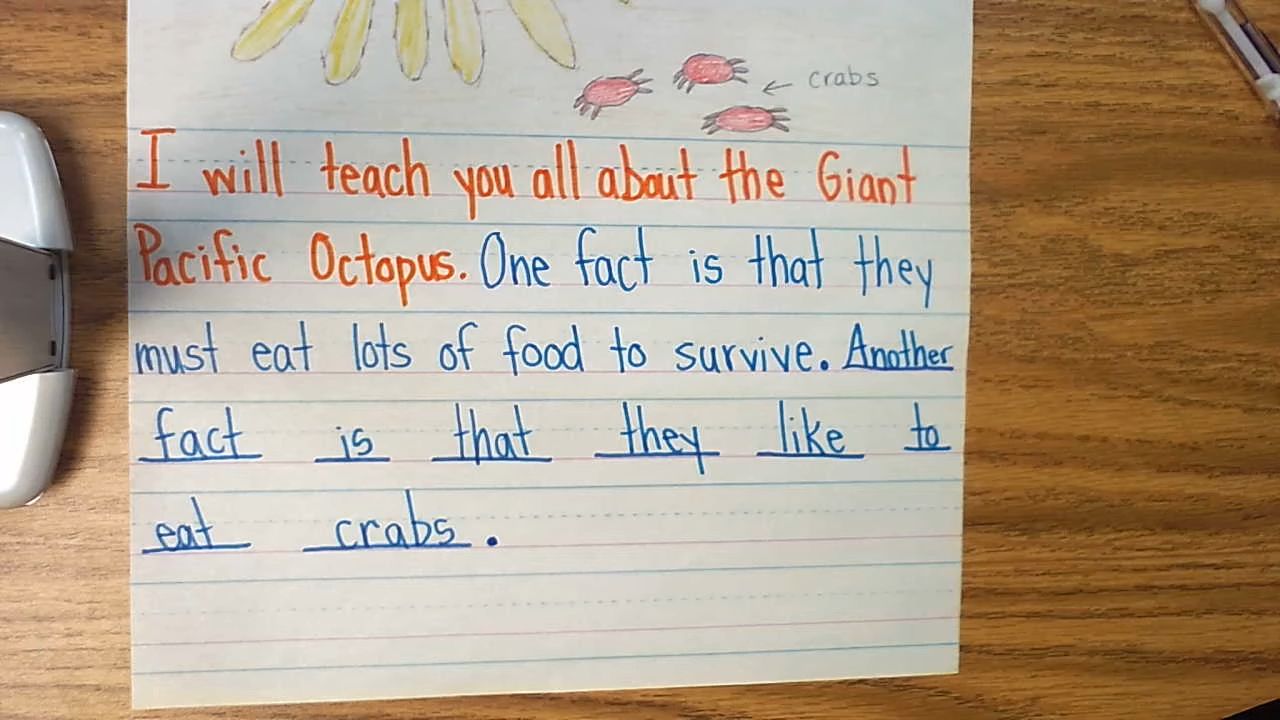 crabs
I will teach you all about the Giant
Pacific Octopus. One fact is that they
must eat lots of food to survive. Another
fact is that they like to
eat crabs.